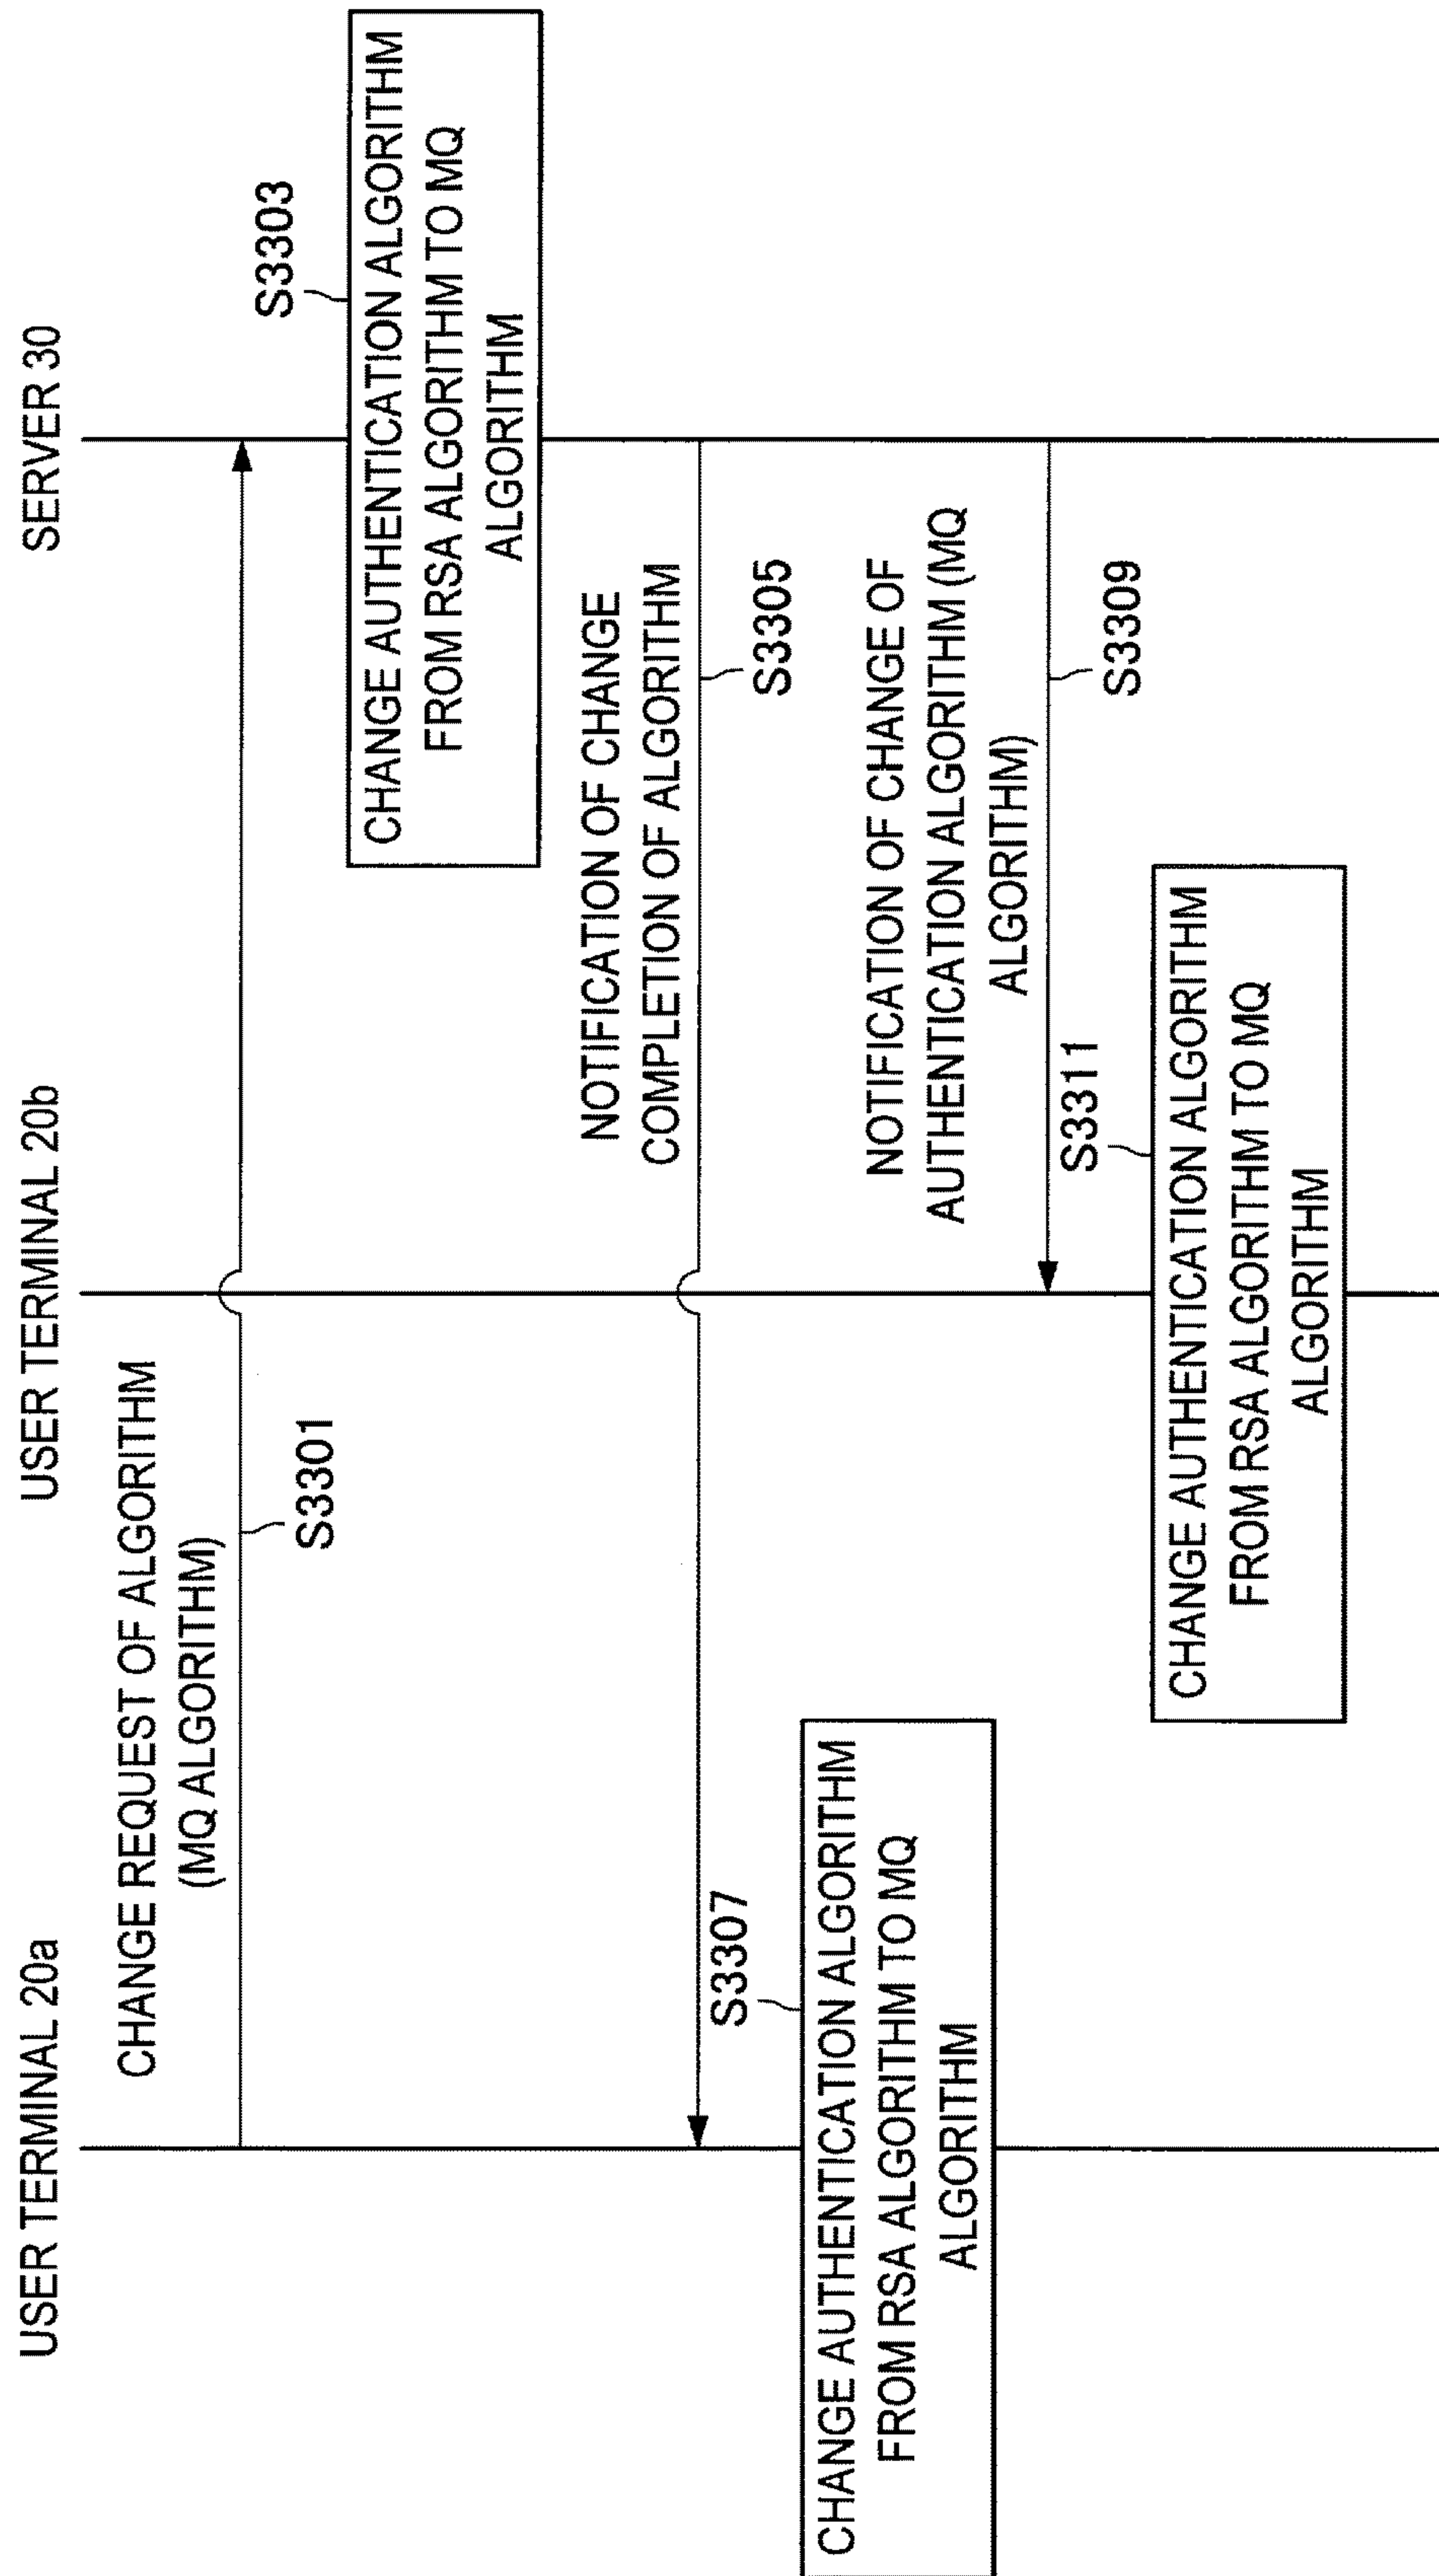 USER TERMINAL 20a
USER TERMINAL 20b
SERVER 30
CHANGE REQUEST OF ALGORITHM
(MQ ALGORITHM)
S3301
S3303
CHANGE AUTHENTICATION ALGORITHM
FROM RSA ALGORITHM TO MQ
ALGORITHM
NOTIFICATION OF CHANGE
COMPLETION OF ALGORITHM
S3305
S3307
CHANGE AUTHENTICATION ALGORITHM
FROM RSA ALGORITHM TO MQ
ALGORITHM
NOTIFICATION OF CHANGE OF
AUTHENTICATION ALGORITHM (MQ
ALGORITHM)
S3309
S3311
CHANGE AUTHENTICATION ALGORITHM
FROM RSA ALGORITHM TO MQ
ALGORITHM